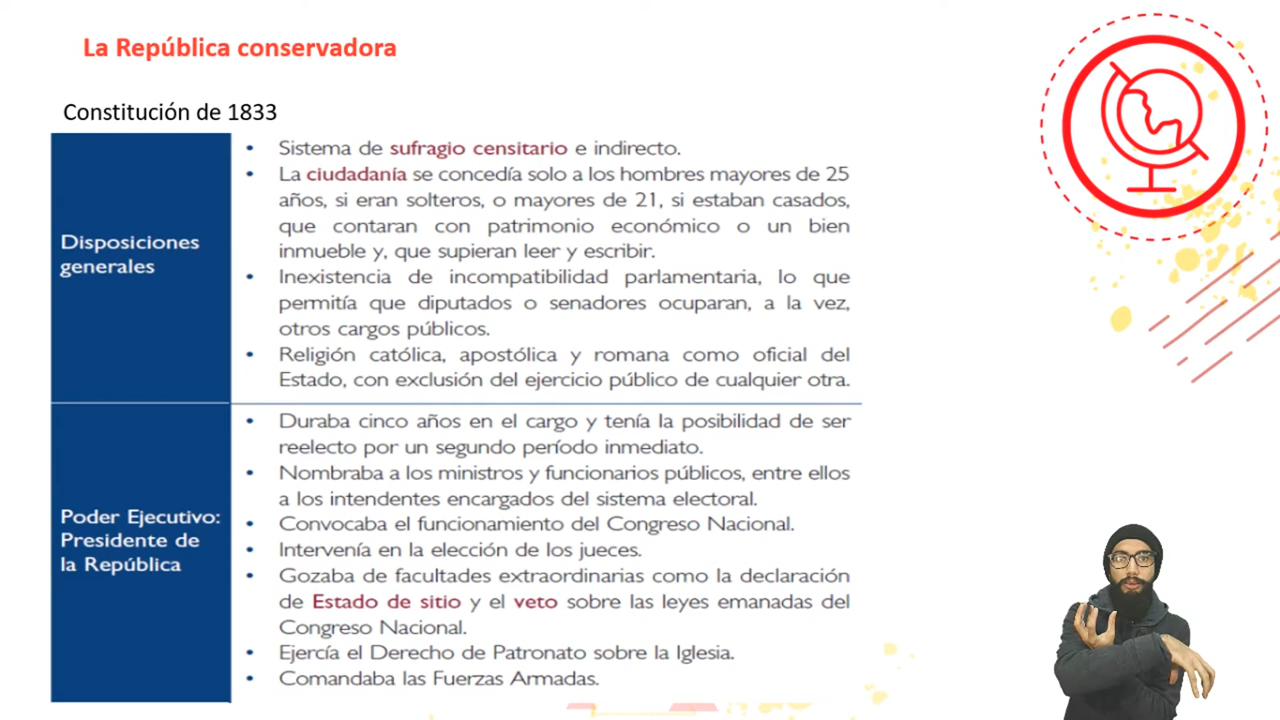 La República conservadora
Constitución de 1833
Disposiciones
generales
• Sistema de sufragio censitario e indirecto.
• La ciudadanía se concedía solo a los hombres mayores de 25
años, si eran solteros, o mayores de 21, si estaban casados,
que contaran con patrimonio económico o un bien
inmueble y, que supieran leer y escribir.
• Inexistencia de incompatibilidad parlamentaria, lo que
permitía que diputados o senadores ocuparan, a la vez,
otros cargos públicos.
• Religión católica, apostólica y romana como oficial del
Estado, con exclusión del ejercicio público de cualquier otra.
Poder Ejecutivo:
Presidente de
la República
• Duraba cinco años en el cargo y tenía la posibilidad de ser
reelecto por un segundo período inmediato.
• Nombraba a los ministros y funcionarios públicos, entre ellos
a los intendentes encargados del sistema electoral.
• Convocaba el funcionamiento del Congreso Nacional.
• Intervenía en la elección de los jueces.
• Gozaba de facultades extraordinarias como la declaración
de Estado de sitio y el veto sobre las leyes emanadas del
Congreso Nacional.
• Ejercía el Derecho de Patronato sobre la Iglesia.
• Comandaba las Fuerzas Armadas.